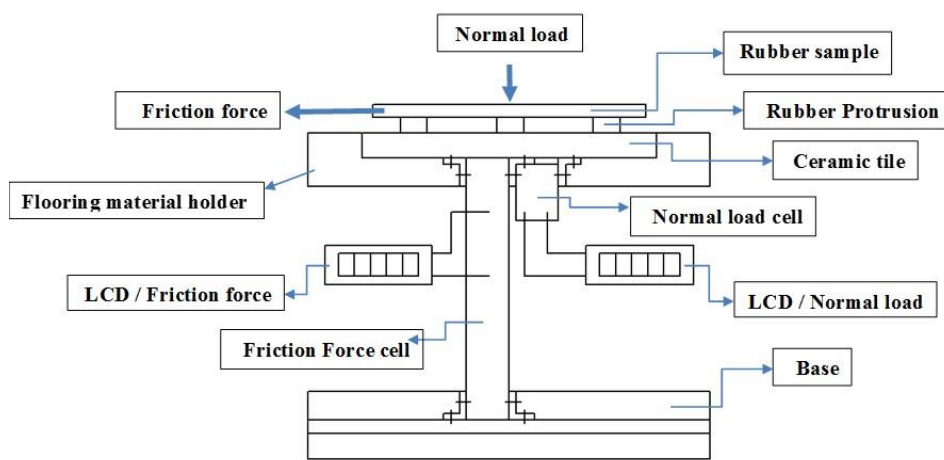 Normal load
Rubber sample
Friction force
Rubber Protrusion
Ceramic tile
Flooring material holder
Normal load cell
LCD / Friction force
LCD / Normal load
Friction Force cell
Base